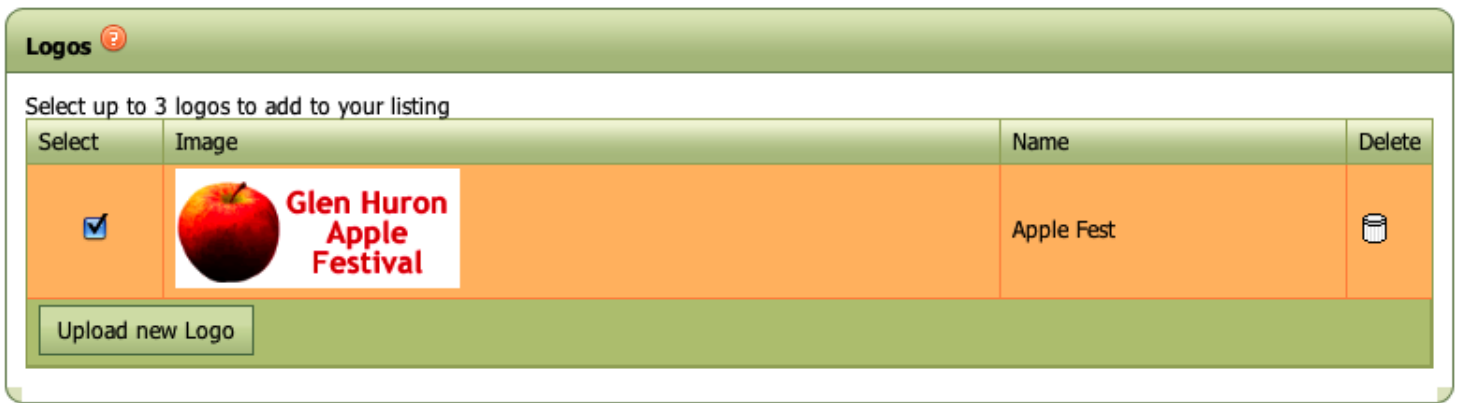 Logos ?
Select up to 3 logos to add to your listing
Select Image Name Delete
Glen Huron
Apple
Festival
Apple Fest
Upload new Logo